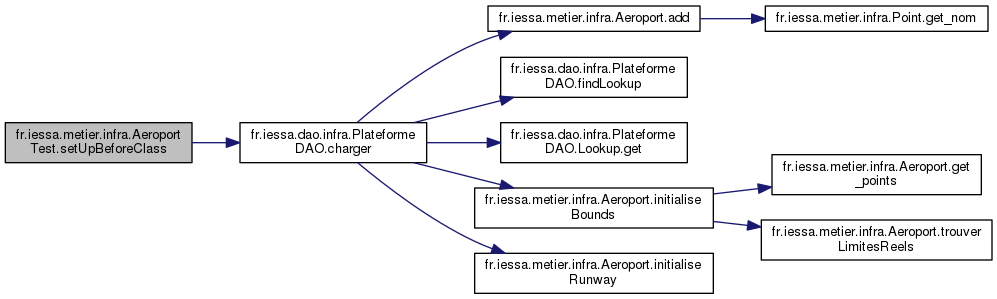 fr.iessa.metier.infra.Aeroport
Test.setUpBeforeClass
fr.iessa.dao.infra.Plateforme
DAO.charger
fr.iessa.metier.infra.Aeroport.add
fr.iessa.metier.infra.Point.get_nom
fr.iessa.dao.infra.Plateforme
DAO.findLookup
fr.iessa.dao.infra.Plateforme
DAO.Lookup.get
fr.iessa.metier.infra.Aeroport.initialise
Bounds
fr.iessa.metier.infra.Aeroport.get
_points
fr.iessa.metier.infra.Aeroport.trouver
LimitesReels
fr.iessa.metier.infra.Aeroport.initialise
Runway